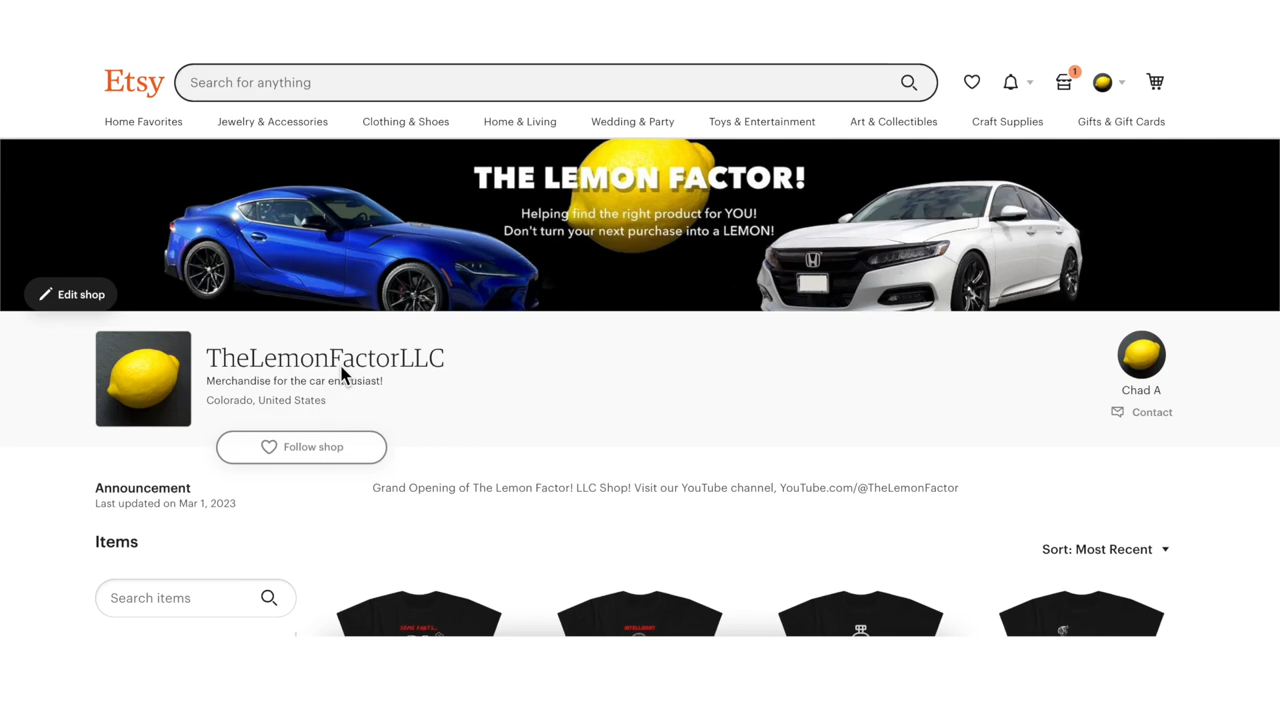 Etsy
Search for anything
1
Home Favorites
Jewelry & Accessories
Clothing & Shoes
Home & Living
Wedding & Party
Toys & Entertainment
Art & Collectibles
Craft Supplies
Gifts & Gift Cards
THE LEMON FACTOR!
Helping find the right product for YOU!
Don't turn your next purchase into a LEMON!
Edit shop
TheLemonFactorLLC
Merchandise for the car enthusiast!
Colorado, United States
Chad A
Contact
Follow shop
Announcement
Last updated on Mar 1, 2023
Grand Opening of The Lemon Factor! LLC Shop! Visit our YouTube channel, YouTube.com/@TheLemonFactor
Items
Sort: Most Recent
Search items
SOME PARTS...
INTELLIGENT